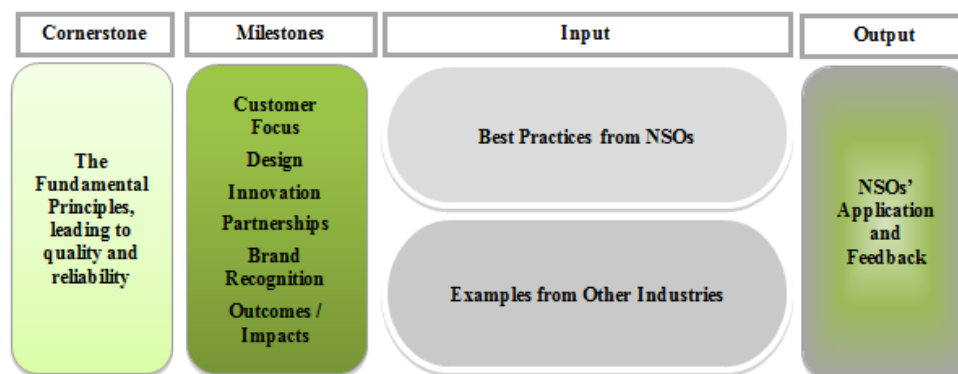 Cornerstone
Milestones
Input
Output
The
Fundamental
Principles,
leading to
quality and
reliability
Customer
Focus
Design
Innovation
Partnerships
Brand
Recognition
Outcomes /
Impacts
Best Practices from NSOs
Examples from Other Industries
NSOs’
Application
and
Feedback